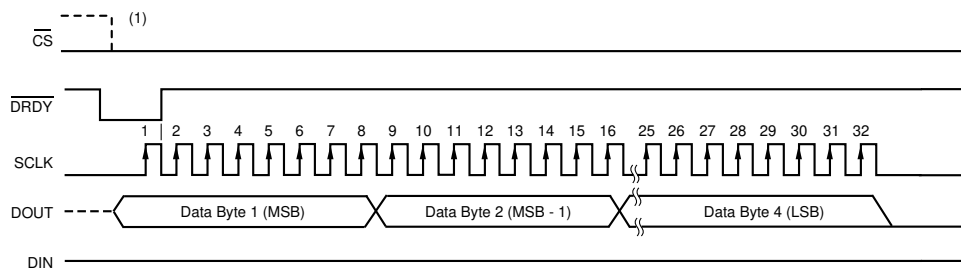 (1)
CS
DRDY
1 2 3 4 5 6 7 8 9 10 11 12 13 14 15 16 25 26 27 28 29 30 31 32
SCLK
DOUT Data Byte 1 (MSB) Data Byte 2 (MSB - 1) Data Byte 4 (LSB)
DIN